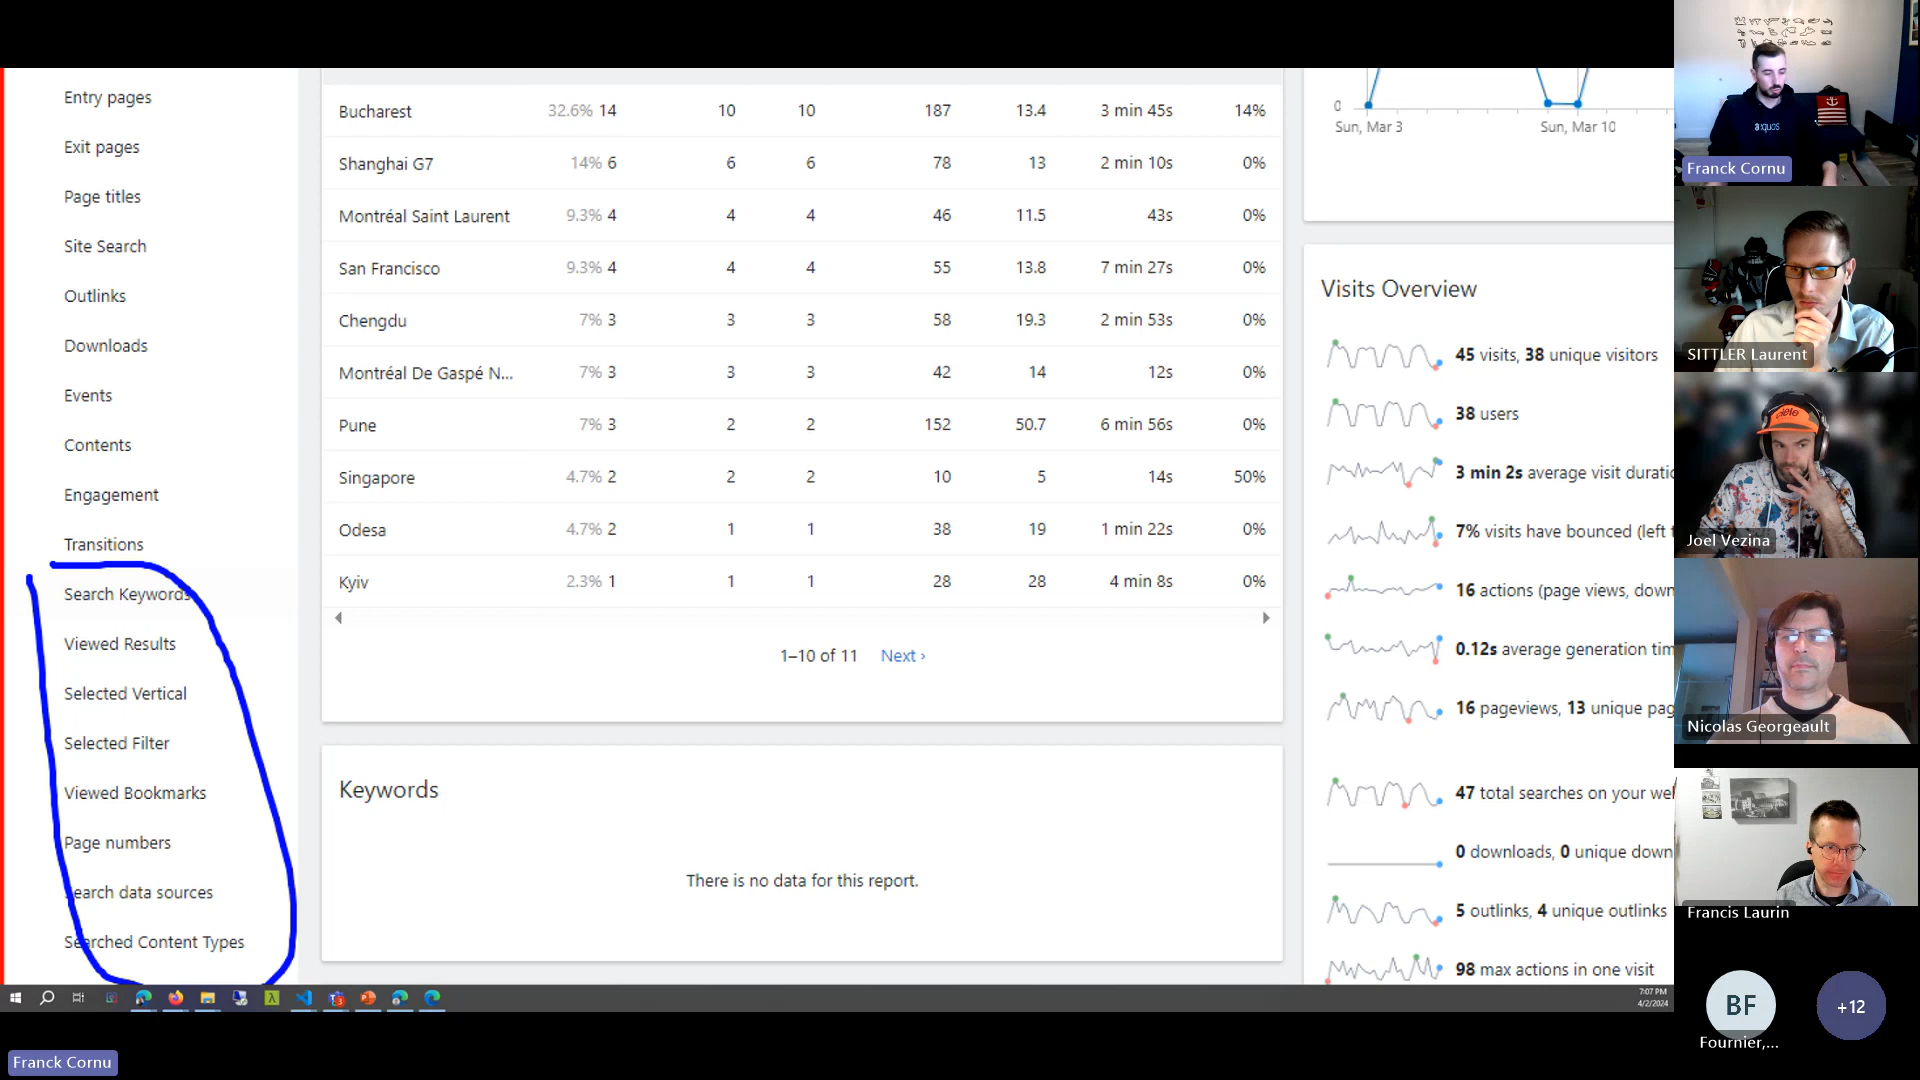 Entry pages
Exit pages
Page titles
Site Search
Outlinks
Downloads
Events
Contents
Engagement
Transitions
Search Keywords
Viewed Results
Selected Vertical
Selected Filter
Viewed Bookmarks
Page numbers
Search data sources
Searched Content Types
Bucharest 32.6% 14 10 10 187 13.4 3 min 45s 14%
Shanghai G7 14% 6 6 6 78 13 2 min 10s 0%
Montréal Saint Laurent 9.3% 4 4 4 46 11.5 43s 0%
San Francisco 9.3% 4 4 4 55 13.8 7 min 27s 0%
Chengdu 7% 3 3 3 58 19.3 2 min 53s 0%
Montréal De Gaspé N... 7% 3 3 3 42 14 12s 0%
Pune 7% 3 2 2 152 50.7 6 min 56s 0%
Singapore 4.7% 2 2 2 10 5 14s 50%
Odesa 4.7% 2 1 1 38 19 1 min 22s 0%
Kyiv 2.3% 1 1 1 28 28 4 min 8s 0%
1–10 of 11 Next ›
Keywords
There is no data for this report.
0
Sun, Mar 3 Sun, Mar 10
Visits Overview
45 visits, 38 unique visitors
38 users
3 min 2s average visit duratio
7% visits have bounced (left t
16 actions (page views, down
0.12s average generation tim
16 pageviews, 13 unique pag
47 total searches on your wel
0 downloads, 0 unique down
5 outlinks, 4 unique outlinks
98 max actions in one visit
7:07 PM
4/2/2024
Franck Cornu
SITTLER Laurent
ciele
Joel Vezina
Nicolas Georgeault
Francis Laurin
BF
Fournier,...
+12
Franck Cornu